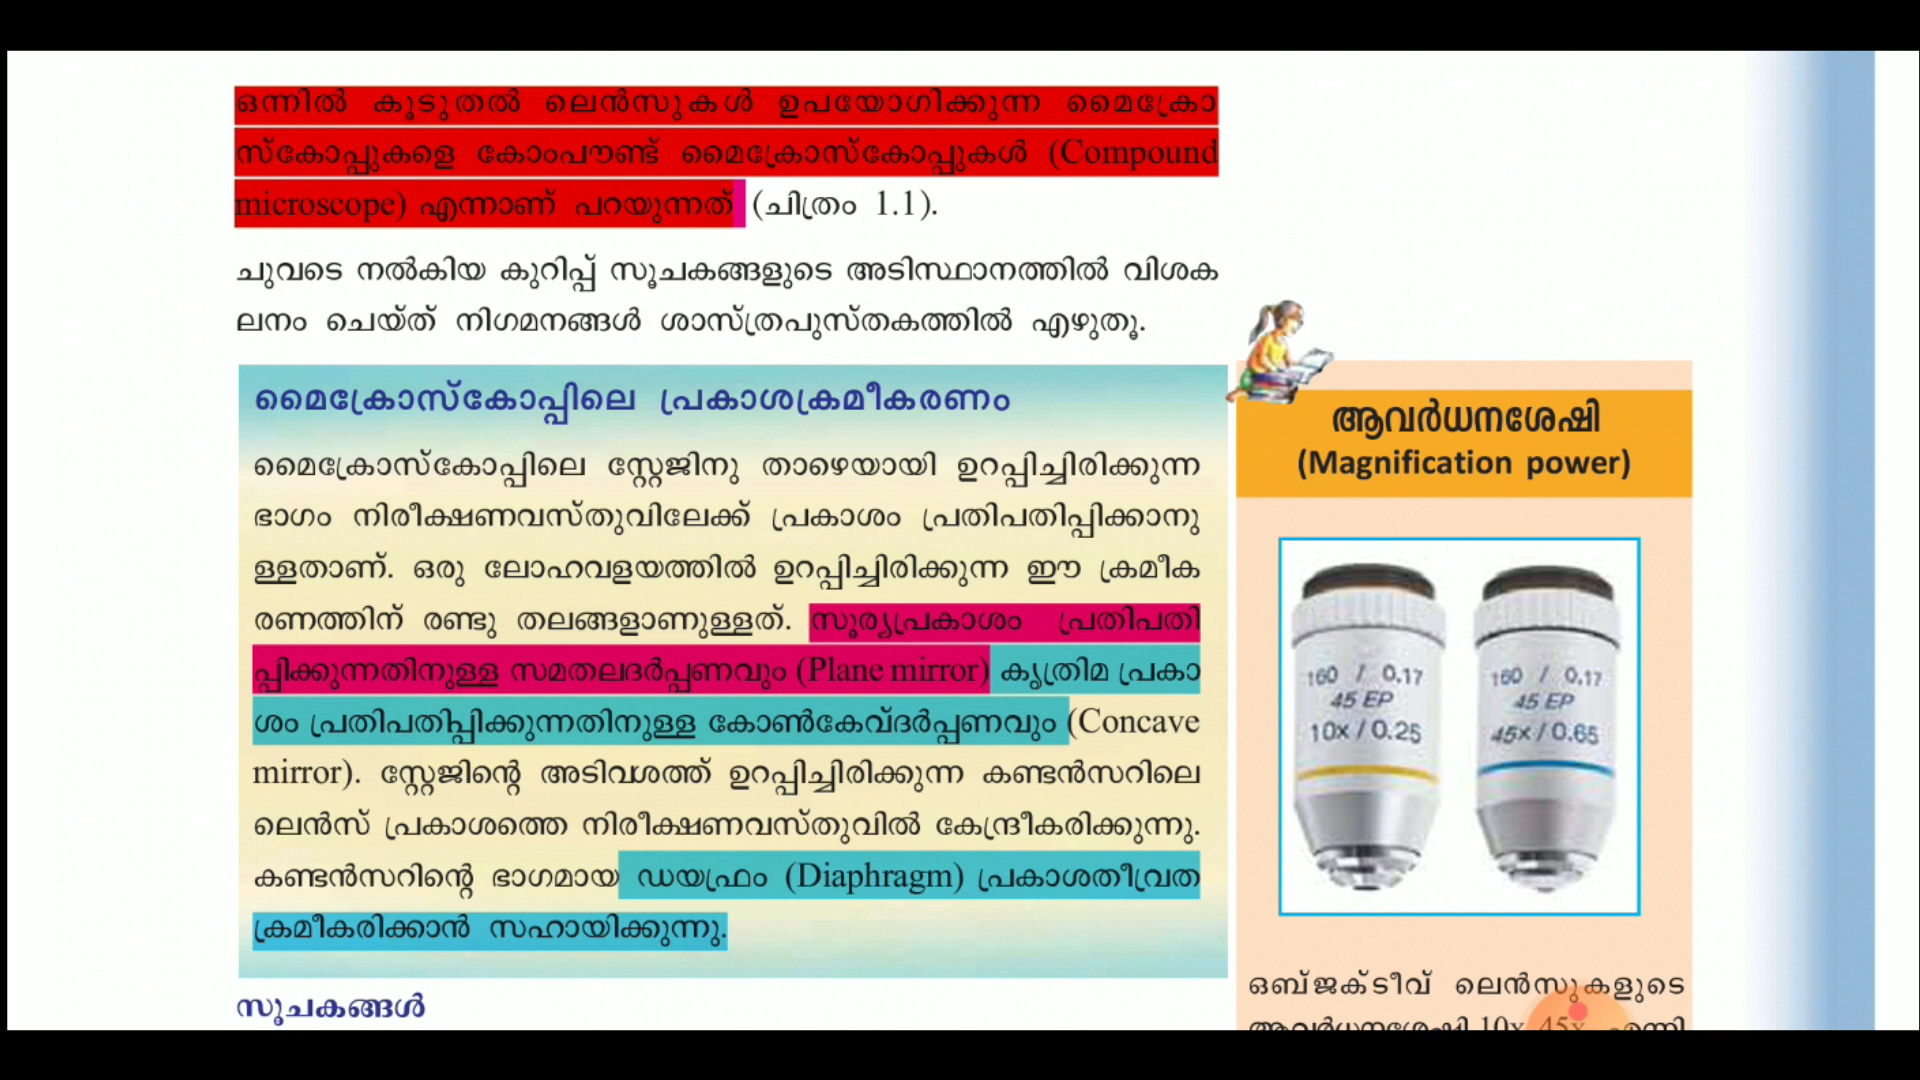 ഒന്നിൽ കൂടുതൽ ലെൻസുകൾ ഉപയോഗിക്കുന്ന മൈക്രോ
സ്കോപ്പുകളെ കോംപൗണ്ട് മൈക്രോസ്കോപ്പുകൾ (Compound
microscope) എന്നാണ് പറയുന്നത് (ചിത്രം 1.1).
ചുവടെ നൽകിയ കുറിപ്പ് സൂചകങ്ങളുടെ അടിസ്ഥാനത്തിൽ വിശക
ലനം ചെയ്ത് നിഗമനങ്ങൾ ശാസ്ത്രപുസ്തകത്തിൽ എഴുതൂ.
മൈക്രോസ്കോപ്പിലെ പ്രകാശക്രമീകരണം
മൈക്രോസ്കോപ്പിലെ സ്റ്റേജിനു താഴെയായി ഉറപ്പിച്ചിരിക്കുന്ന
ഭാഗം നിരീക്ഷണവസ്തുവിലേക്ക് പ്രകാശം പ്രതിപതിപ്പിക്കാനു
ള്ളതാണ്. ഒരു ലോഹവളയത്തിൽ ഉറപ്പിച്ചിരിക്കുന്ന ഈ ക്രമീക
രണത്തിന് രണ്ടു തലങ്ങളാണുള്ളത്. സൂര്യപ്രകാശം പ്രതിപതി
പ്പിക്കുന്നതിനുള്ള സമതലദർപ്പണവും (Plane mirror) കൃത്രിമ പ്രകാ
ശം പ്രതിപതിപ്പിക്കുന്നതിനുള്ള കോൺകേവ്ദർപ്പണവും (Concave
mirror). സ്റ്റേജിന്റെ അടിവശത്ത് ഉറപ്പിച്ചിരിക്കുന്ന കണ്ടൻസറിലെ
ലെൻസ് പ്രകാശത്തെ നിരീക്ഷണവസ്തുവിൽ കേന്ദ്രീകരിക്കുന്നു.
കണ്ടൻസറിന്റെ ഭാഗമായ ഡയഫ്രം (Diaphragm) പ്രകാശതീവ്രത
ക്രമീകരിക്കാൻ സഹായിക്കുന്നു.
സൂചകങ്ങൾ
ആവർധനശേഷി
(Magnification power)
160 / 0.17
45 EP
10x / 0.25
160 / 0.17
45 EP
45x / 0.65
ഒബ്ജക്ടീവ് ലെൻസുകളുടെ
ആവർധനശേഷി 10x, 45x എന്നി